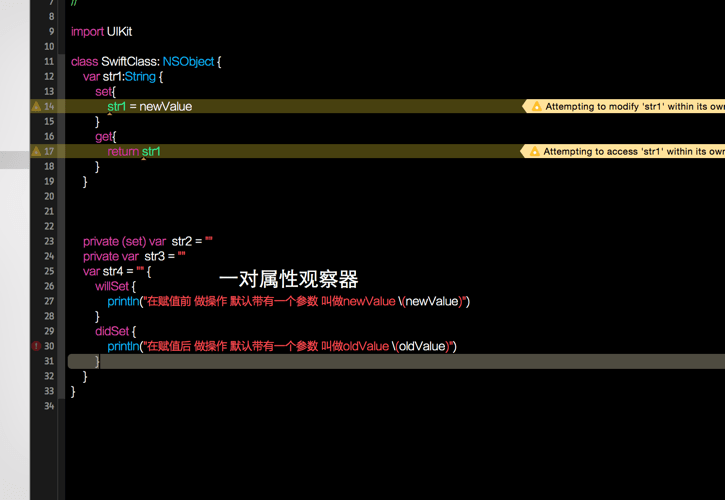 7 //
8
9 import UIKit
10
11 class SwiftClass: NSObject {
12 var str1:String {
13 set{
14 str1 = newValue Attempting to modify 'str1' within its own
15 }
16 get{
17 return str1 Attempting to access 'str1' within its own
18 }
19 }
20
21
22
23 private (set) var str2 = ""
24 private var str3 = ""
25 var str4 = "" {
一对属性观察器
26 willSet {
27 println("在赋值前 做操作 默认带有一个参数 叫做newValue \(newValue)")
28 }
29 didSet {
30 println("在赋值后 做操作 默认带有一个参数 叫做oldValue \(oldValue)")
31 }
32 }
33 }
34